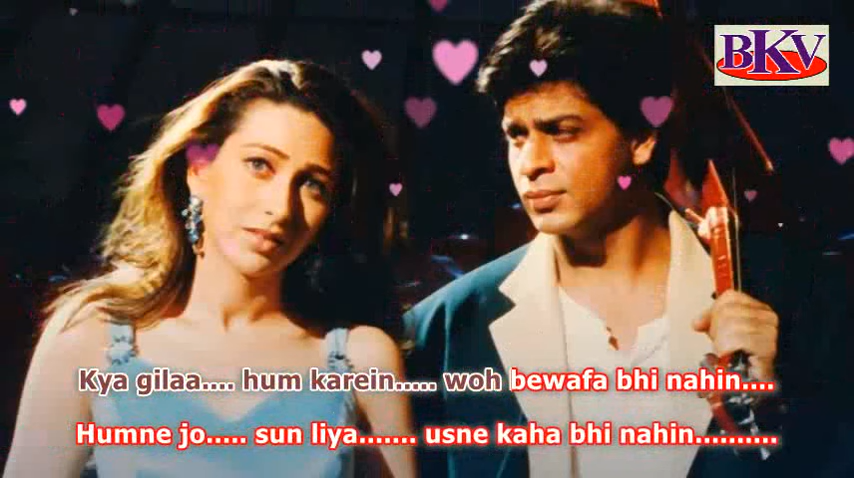 BKV
Kya gilaa.... hum karein..... woh bewafa bhi nahin....
Humne jo..... sun liya....... usne kaha bhi nahin..........